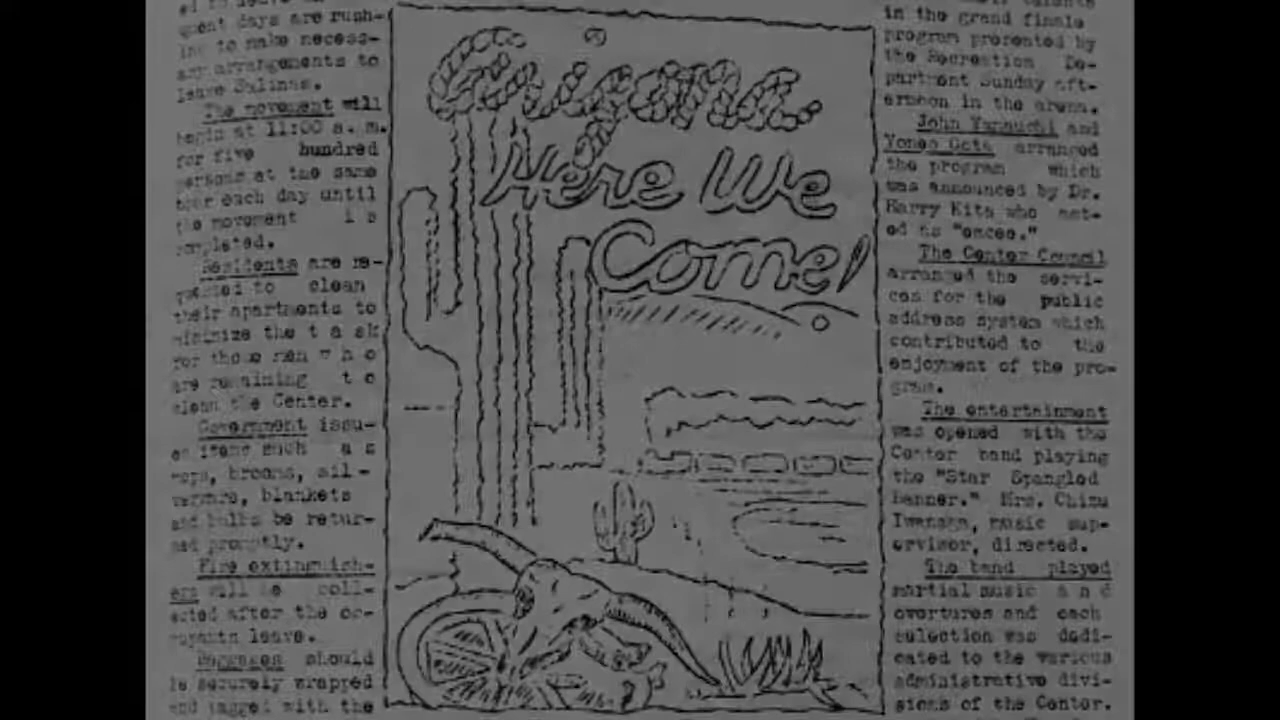 quent days are rush-
ing to make necess-
ary arrangements to
leave Salinas.
The movement will
begin at 11:00 a.m.
for five hundred
persons at the same
hour each day until
the movement is
completed.
Residents are re-
quested to clean
their apartments to
minimize the task
for those men who
are remaining to
clean the Center.
Government issu-
ed items such as
mops, brooms, sil-
verware, blankets
and bulbs be retur-
ned promptly.
Fire extinguish-
ers will be coll-
ected after the oc-
cupants leave.
Baggages should
be securely wrapped
and tagged with the
Arizona
Here We
Come!
in the grand finale
program presented by
the Recreation De-
partment Sunday aft-
ernoon in the arena.
John Yamauchi and
Yoneo Gota arranged
the program which
was announced by Dr.
Harry Kita who act-
ed as "emcee."
The Center Council
arranged the servi-
ces for the public
address system which
contributed to the
enjoyment of the pro-
gram.
The entertainment
was opened with the
Center band playing
the "Star Spangled
Banner." Mrs. Chizu
Iwanaga, music sup-
ervisor, directed.
The band played
martial music and
overtures and each
selection was dedi-
cated to the various
administrative divi-
sions of the Center.